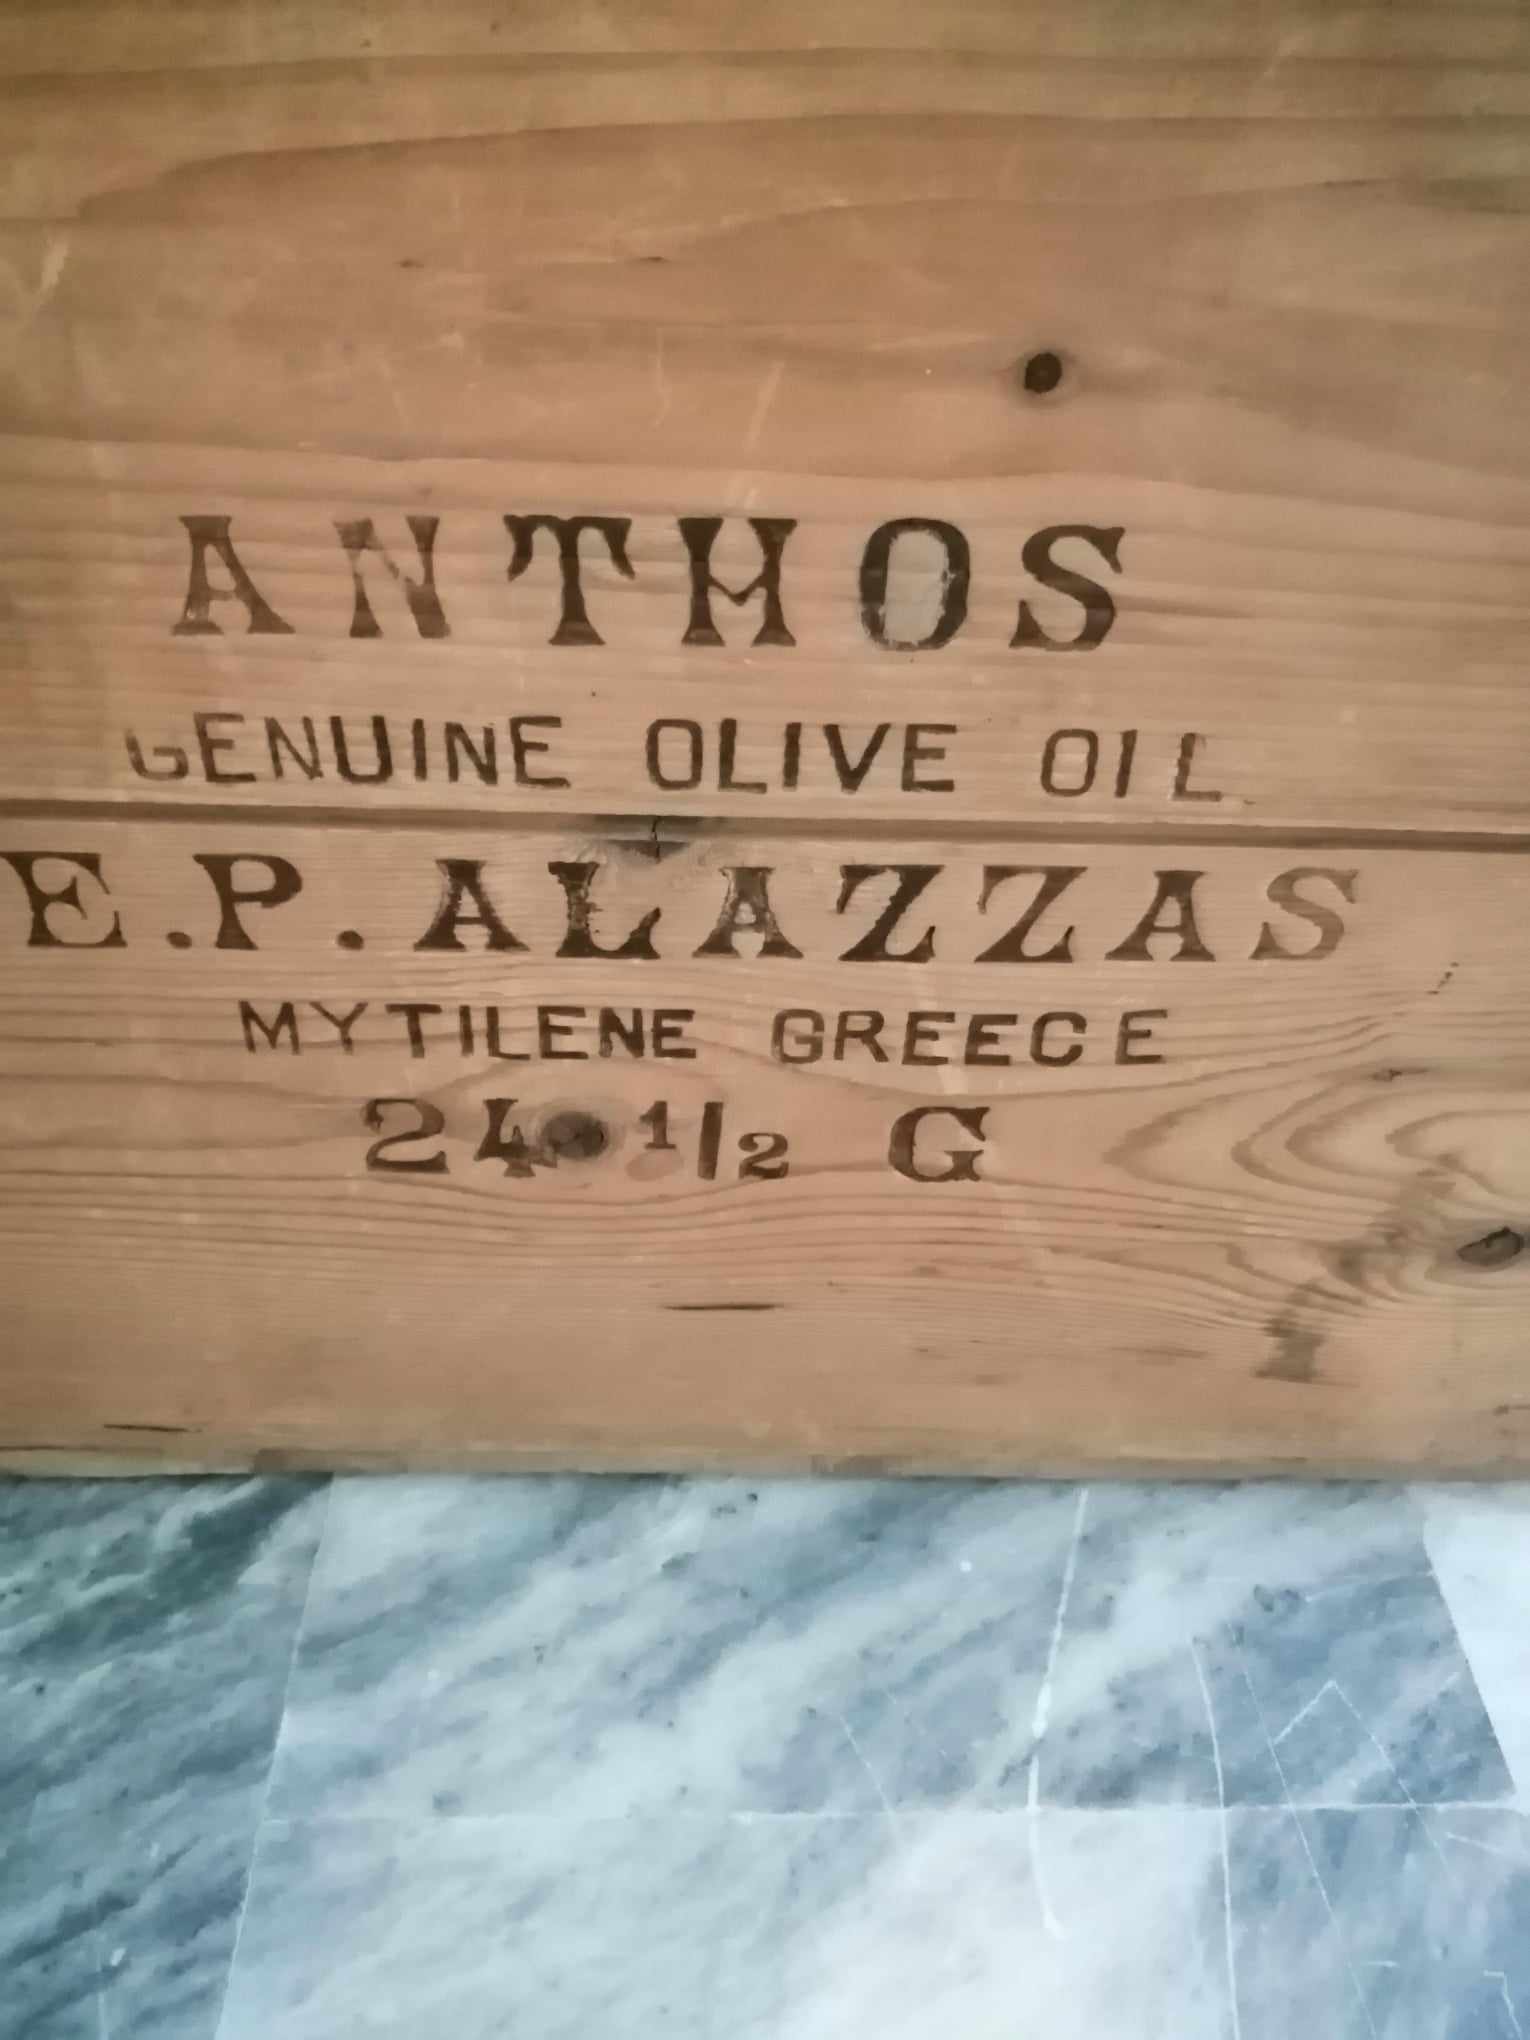 ANTHOS
GENUINE OLIVE OIL
E.P. ALAZZAS
MYTILENE GREECE
24 1/2 G